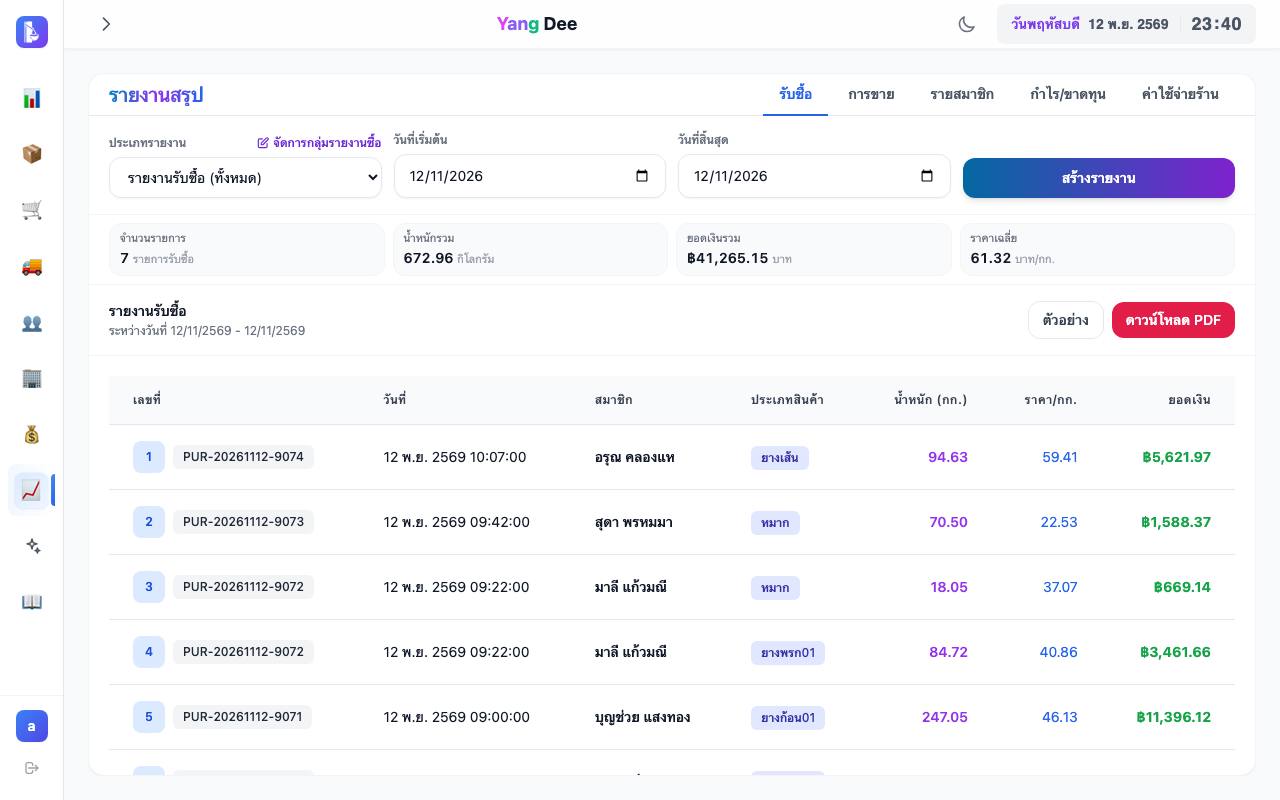 Yang Dee
วันพฤหัสบดี 12 พ.ย. 2569 23:40
รายงานสรุป
รับซื้อ การขาย รายสมาชิก กำไร/ขาดทุน ค่าใช้จ่ายร้าน
ประเภทรายงาน จัดการกลุ่มรายงานซื้อ วันที่เริ่มต้น วันที่สิ้นสุด
รายงานรับซื้อ (ทั้งหมด) 12/11/2026 12/11/2026 สร้างรายงาน
จำนวนรายการ น้ำหนักรวม ยอดเงินรวม ราคาเฉลี่ย
7 รายการรับซื้อ 672.96 กิโลกรัม ฿41,265.15 บาท 61.32 บาท/กก.
รายงานรับซื้อ
ระหว่างวันที่ 12/11/2569 - 12/11/2569
ตัวอย่าง ดาวน์โหลด PDF
เลขที่ วันที่ สมาชิก ประเภทสินค้า น้ำหนัก (กก.) ราคา/กก. ยอดเงิน
1 PUR-20261112-9074 12 พ.ย. 2569 10:07:00 อรุณ คลองแห ยางเส้น 94.63 59.41 ฿5,621.97
2 PUR-20261112-9073 12 พ.ย. 2569 09:42:00 สุดา พรหมมา หมาก 70.50 22.53 ฿1,588.37
3 PUR-20261112-9072 12 พ.ย. 2569 09:22:00 มาลี แก้วมณี หมาก 18.05 37.07 ฿669.14
4 PUR-20261112-9072 12 พ.ย. 2569 09:22:00 มาลี แก้วมณี ยางพรก01 84.72 40.86 ฿3,461.66
5 PUR-20261112-9071 12 พ.ย. 2569 09:00:00 บุญช่วย แสงทอง ยางก้อน01 247.05 46.13 ฿11,396.12
a